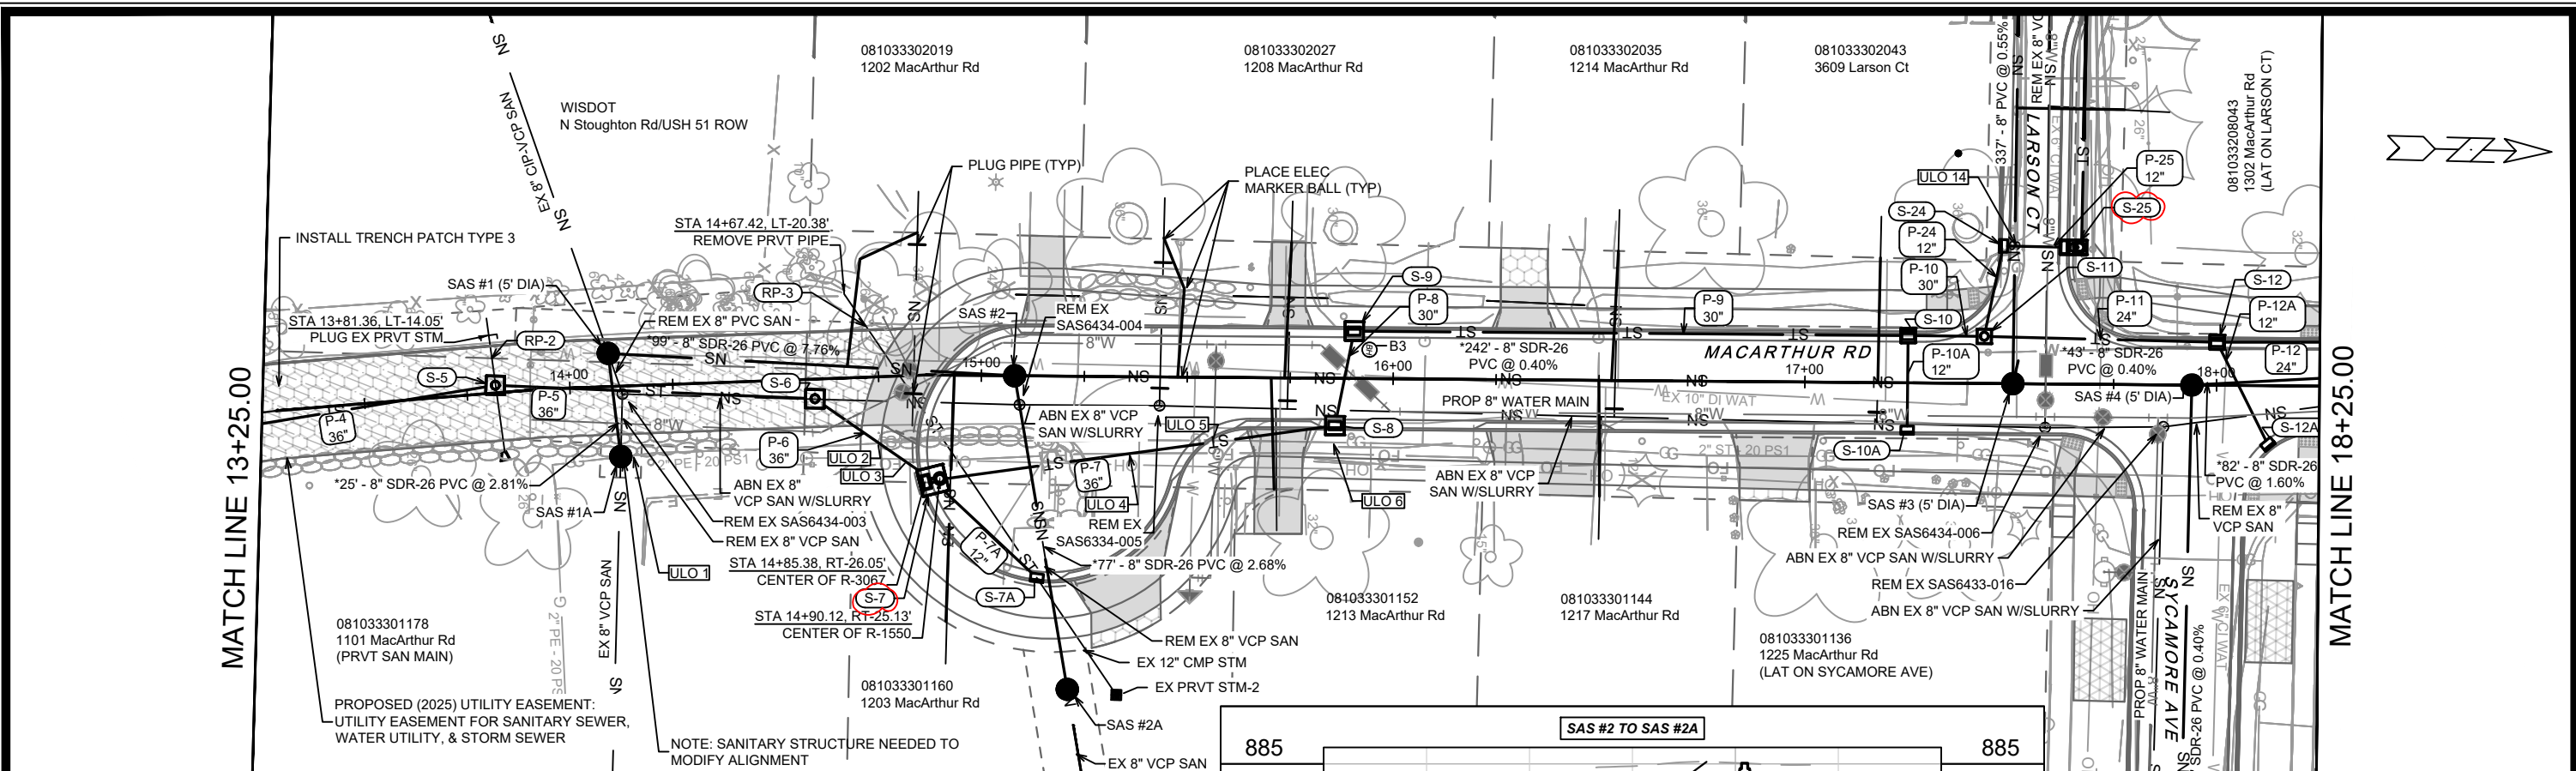 081033302019
1202 MacArthur Rd
081033302027
1208 MacArthur Rd
081033302035
1214 MacArthur Rd
081033302043
3609 Larson Ct
081033208043
1302 MacArthur Rd
(LAT ON LARSON CT)
WISDOT
N Stoughton Rd/USH 51 ROW
EX 8" CIP-VCP SAN
337' - 8" PVC @ 0.55%
REM EX 8" VC
LARSON CT
PLUG PIPE (TYP)
PLACE ELEC
MARKER BALL (TYP)
ULO 14
P-25
12"
S-25
S-24
P-24
12"
P-10
30"
S-11
S-12
P-11
24"
P-12A
12"
P-12
24"
INSTALL TRENCH PATCH TYPE 3
STA 14+67.42, LT-20.38'
REMOVE PRVT PIPE
SAS #1 (5' DIA)
RP-3
STA 13+81.36, LT-14.05'
PLUG EX PRVT STM
RP-2
REM EX 8" PVC SAN
*99' - 8" SDR-26 PVC @ 7.76%
SAS #2
REM EX
SAS6434-004
S-9
P-8
30"
P-9
30"
S-10
B3
*242' - 8" SDR-26
PVC @ 0.40%
MACARTHUR RD
P-10A
12"
*43' - 8" SDR-26
PVC @ 0.40%
SAS #4 (5' DIA)
14+00
15+00
16+00
17+00
18+00
S-5
S-6
P-5
36"
P-4
36"
P-6
36"
ULO 2
ULO 3
ABN EX 8" VCP
SAN W/SLURRY
ULO 5
P-7
36"
ULO 4
S-8
ULO 6
PROP 8" WATER MAIN
EX 10" DI WAT
ABN EX 8" VCP
SAN W/SLURRY
S-10A
S-12A
*82' - 8" SDR-26
PVC @ 1.60%
REM EX 8"
VCP SAN
*25' - 8" SDR-26 PVC @ 2.81%
SAS #1A
ABN EX 8"
VCP SAN W/SLURRY
REM EX SAS6434-003
REM EX 8" VCP SAN
ULO 1
STA 14+85.38, RT-26.05'
CENTER OF R-3067
S-7
STA 14+90.12, RT-25.13'
CENTER OF R-1550
P-7A
12"
S-7A
REM EX
SAS6334-005
*77' - 8" SDR-26 PVC @ 2.68%
SAS #3 (5' DIA)
REM EX SAS6434-006
ABN EX 8" VCP SAN W/SLURRY
REM EX SAS6433-016
ABN EX 8" VCP SAN W/SLURRY
MATCH LINE 13+25.00
MATCH LINE 18+25.00
EX 8" VCP SAN
081033301178
1101 MacArthur Rd
(PRVT SAN MAIN)
081033301152
1213 MacArthur Rd
081033301144
1217 MacArthur Rd
081033301136
1225 MacArthur Rd
(LAT ON SYCAMORE AVE)
REM EX 8" VCP SAN
EX 12" CMP STM
EX PRVT STM-2
081033301160
1203 MacArthur Rd
SAS #2A
EX 8" VCP SAN
PROPOSED (2025) UTILITY EASEMENT:
UTILITY EASEMENT FOR SANITARY SEWER,
WATER UTILITY, & STORM SEWER
NOTE: SANITARY STRUCTURE NEEDED TO
MODIFY ALIGNMENT
PROP 8" WATER MAIN
SYCAMORE AVE
SDR-26 PVC @ 0.40%
SAS #2 TO SAS #2A
885
885